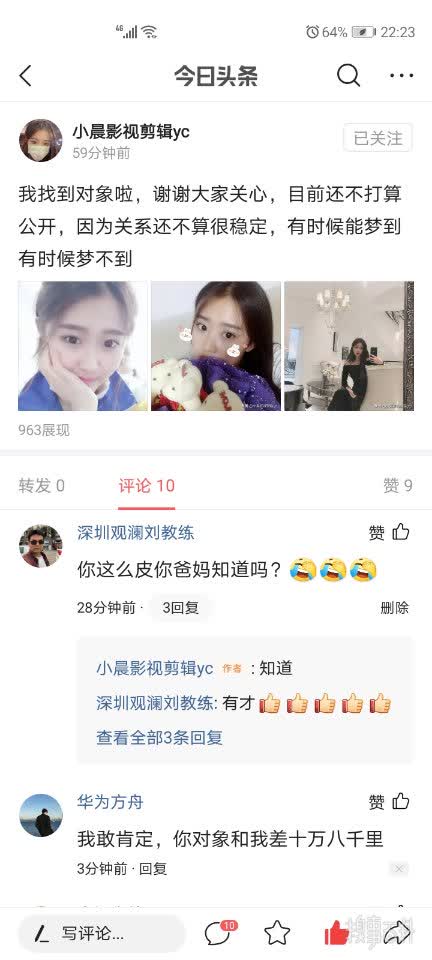 4G 64% 22:23
今日头条
小晨影视剪辑yc
59分钟前
已关注
我找到对象啦，谢谢大家关心，目前还不打算
公开，因为关系还不算很稳定，有时候能梦到
有时候梦不到
963展现
转发 0 评论 10 赞 9
深圳观澜刘教练 赞
你这么皮你爸妈知道吗？🤣🤣🤣
28分钟前· 3回复 删除
小晨影视剪辑yc 作者 : 知道
深圳观澜刘教练: 有才👍👍👍👍👍
查看全部3条回复
华为方舟 赞
我敢肯定，你对象和我差十万八千里
3分钟前 · 回复
写评论... 10